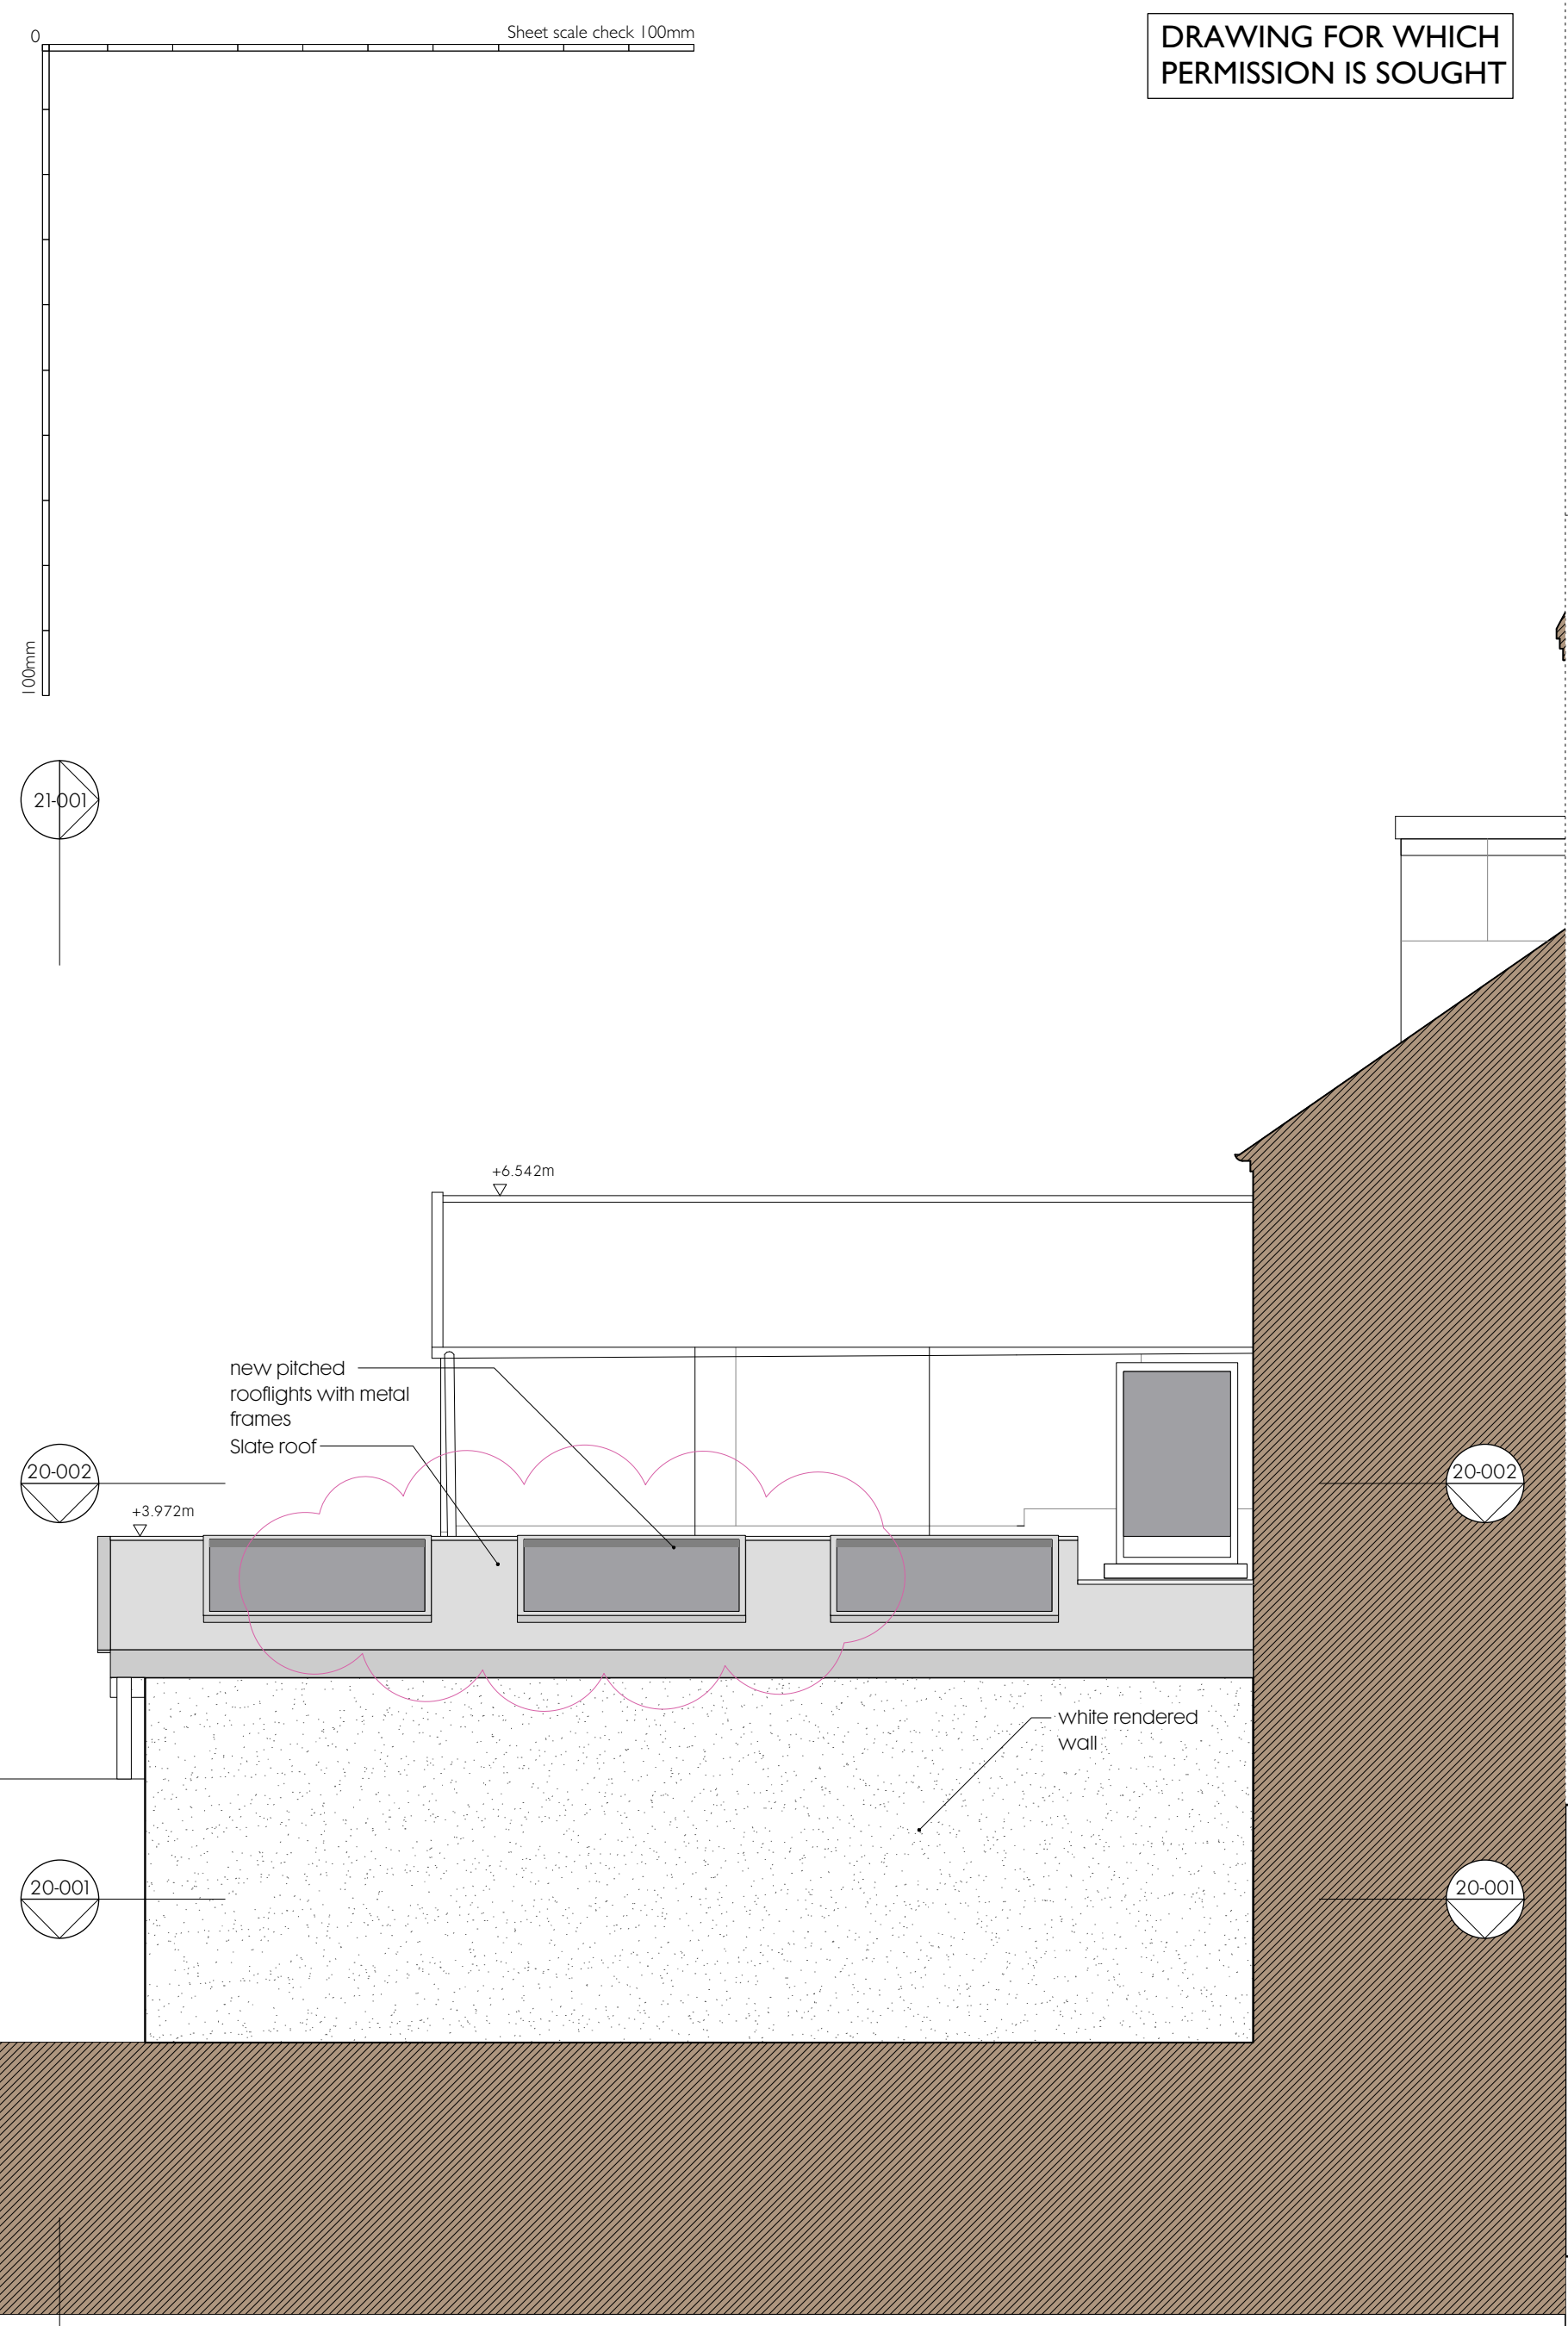 0
Sheet scale check 100mm
DRAWING FOR WHICH
PERMISSION IS SOUGHT
100mm
21-001
+6.542m
new pitched
rooflights with metal
frames
Slate roof
20-002
20-002
+3.972m
white rendered
wall
20-001
20-001